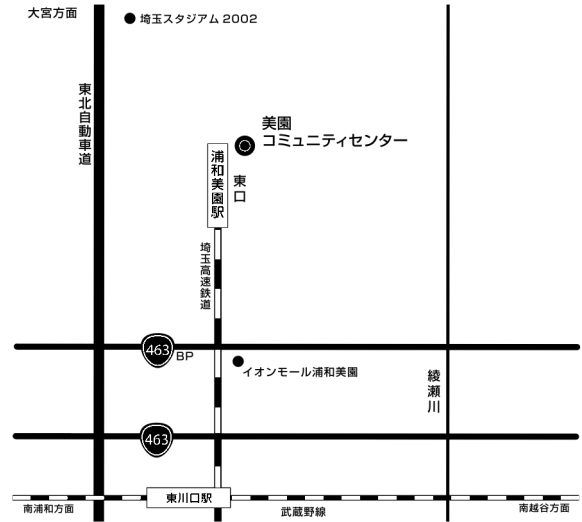 大宮方面
埼玉スタジアム 2002
東北自動車道
美園
コミュニティセンター
浦和美園駅
東口
埼玉高速鉄道
463
BP
イオンモール浦和美園
綾瀬川
463
南浦和方面
東川口駅
武蔵野線
南越谷方面